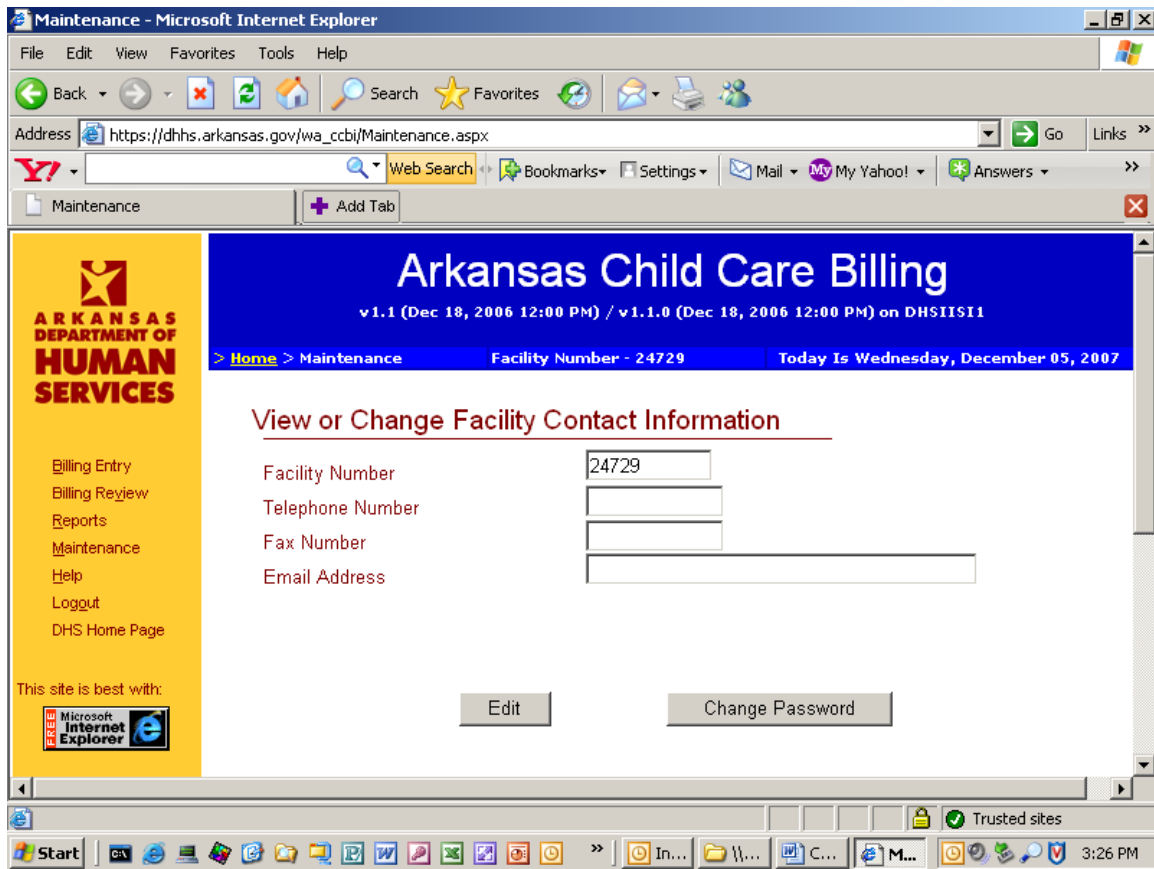 Maintenance - Microsoft Internet Explorer
File Edit View Favorites Tools Help
Back Search Favorites
Address https://dhhs.arkansas.gov/wa_ccbi/Maintenance.aspx Go Links »
Y! Web Search Bookmarks Settings Mail My My Yahoo! Answers »
Maintenance Add Tab
ARKANSAS
DEPARTMENT OF
HUMAN
SERVICES
Billing Entry
Billing Review
Reports
Maintenance
Help
Logout
DHS Home Page
This site is best with:
FREE
Microsoft
Internet
Explorer
Arkansas Child Care Billing
v1.1 (Dec 18, 2006 12:00 PM) / v1.1.0 (Dec 18, 2006 12:00 PM) on DHSIISI1
> Home > Maintenance Facility Number - 24729 Today Is Wednesday, December 05, 2007
View or Change Facility Contact Information
Facility Number 24729
Telephone Number
Fax Number
Email Address
Edit Change Password
Trusted sites
Start » In... \\... C... M... 3:26 PM